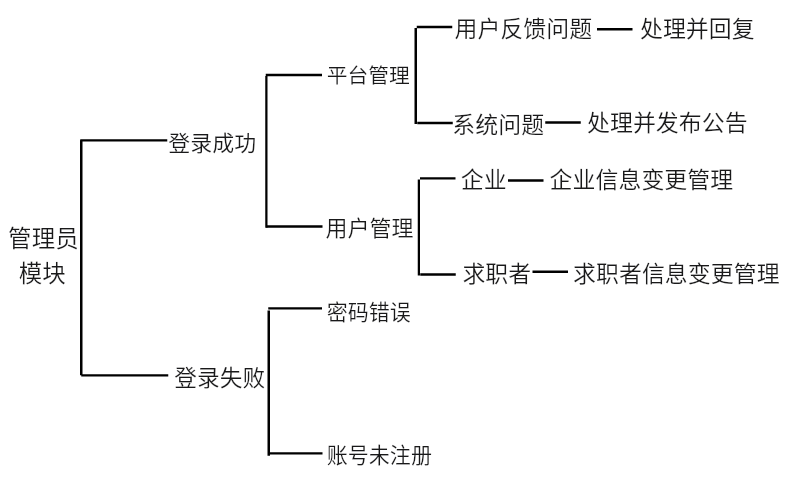 用户反馈问题
处理并回复
平台管理
系统问题
处理并发布公告
登录成功
企业
企业信息变更管理
用户管理
管理员
模块
求职者
求职者信息变更管理
密码错误
登录失败
账号未注册